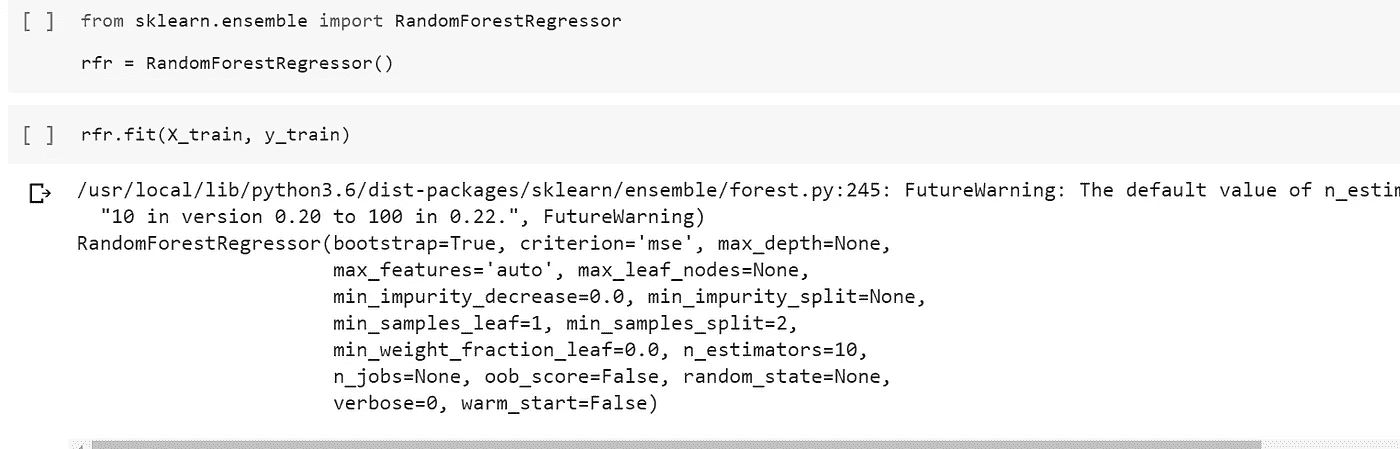 [ ] from sklearn.ensemble import RandomForestRegressor
rfr = RandomForestRegressor()
[ ] rfr.fit(X_train, y_train)
/usr/local/lib/python3.6/dist-packages/sklearn/ensemble/forest.py:245: FutureWarning: The default value of n_estim
"10 in version 0.20 to 100 in 0.22.", FutureWarning)
RandomForestRegressor(bootstrap=True, criterion='mse', max_depth=None,
max_features='auto', max_leaf_nodes=None,
min_impurity_decrease=0.0, min_impurity_split=None,
min_samples_leaf=1, min_samples_split=2,
min_weight_fraction_leaf=0.0, n_estimators=10,
n_jobs=None, oob_score=False, random_state=None,
verbose=0, warm_start=False)